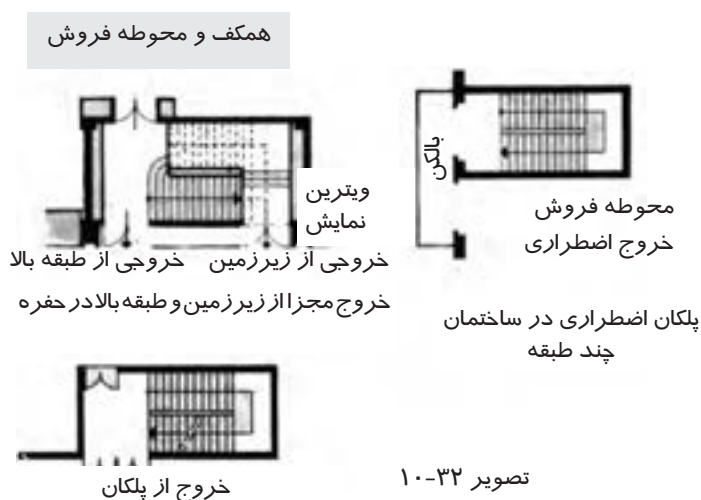 همکف و محوطه فروش
بالکن
ویترین
نمایش
محوطه فروش
خروج اضطراری
خروجی از زیرزمین خروجی از طبقه بالا
خروج مجزا از زیرزمین و طبقه بالا در حفره
پلکان اضطراری در ساختمان
چند طبقه
خروج از پلکان
تصویر ۳۲-۱۰